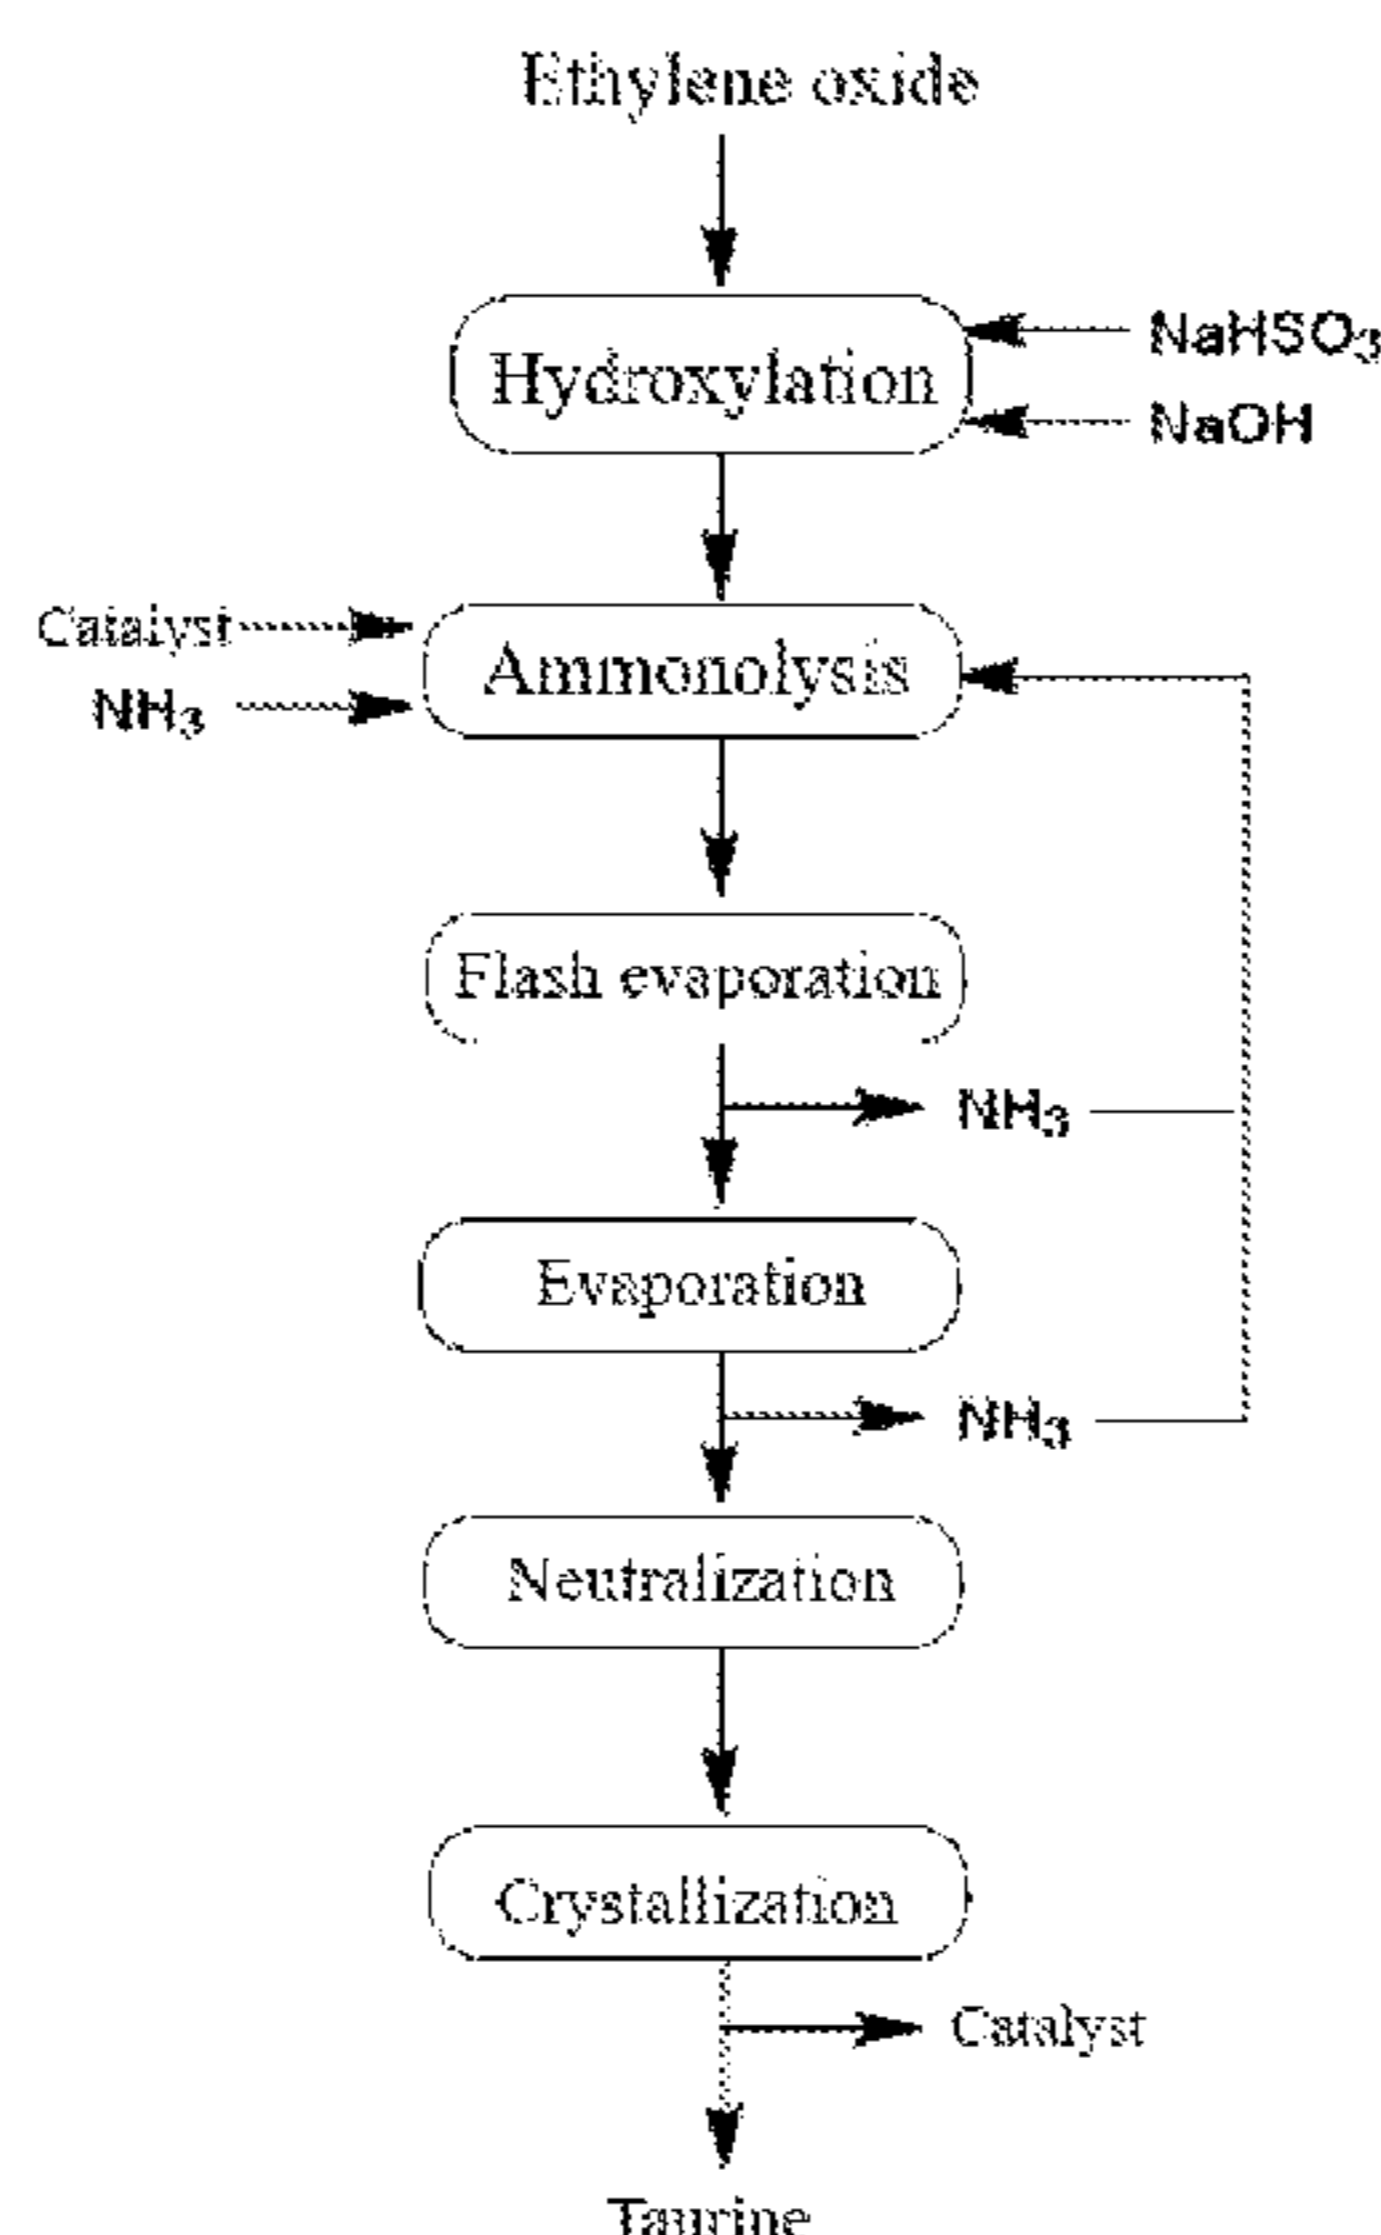 Ethylene oxide
NaHSO3
Hydroxylation
NaOH
Catalyst
Ammonolysis
NH3
Flash evaporation
NH3
Evaporation
NH3
Neutralization
Crystallization
Catalyst
Taurine